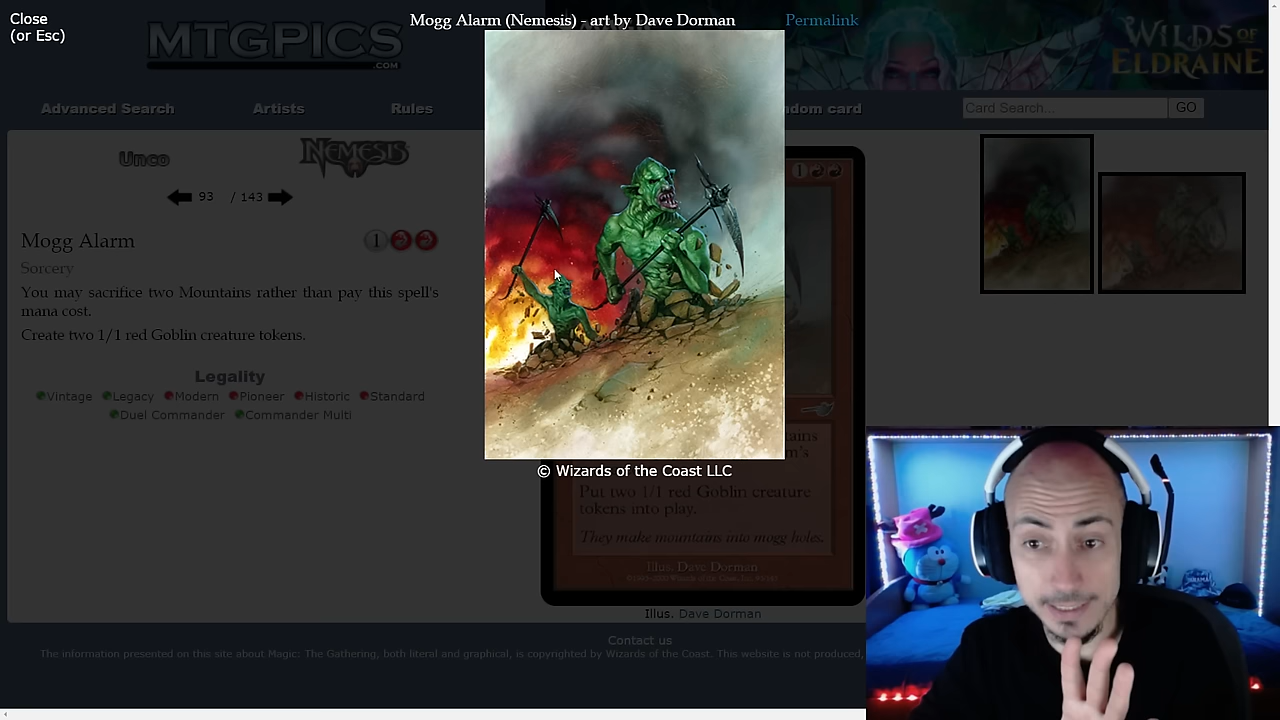 Close
(or Esc)
Mogg Alarm (Nemesis) - art by Dave Dorman
Permalink
MTGPICS
.COM
WILDS OF
ELDRAINE
Advanced Search
Artists
Rules
ndom card
Card Search...
GO
Unco
NEMESIS
93 / 143
1
Mogg Alarm
1
Sorcery
You may sacrifice two Mountains rather than pay this spell's
mana cost.
Create two 1/1 red Goblin creature tokens.
Legality
Vintage Legacy Modern Pioneer Historic Standard
Duel Commander Commander Multi
© Wizards of the Coast LLC
Put two 1/1 red Goblin creature
tokens into play.
They make mountains into mogg holes.
Illus. Dave Dorman
Illus. Dave Dorman
Contact us
The information presented on this site about Magic: The Gathering, both literal and graphical, is copyrighted by Wizards of the Coast. This website is not produced,